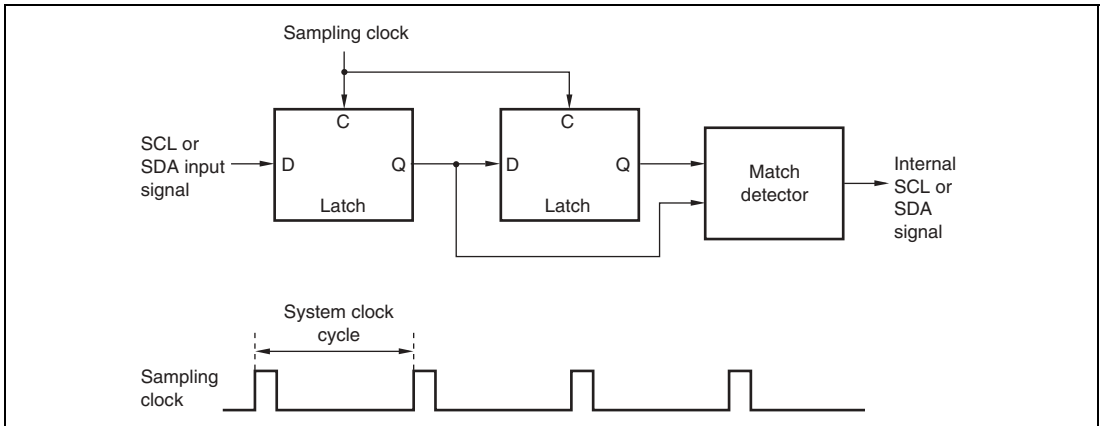 Sampling clock
C
C
SCL or
SDA input
signal
D
Q
D
Q
Latch
Latch
Match
detector
Internal
SCL or
SDA
signal
System clock
cycle
Sampling
clock